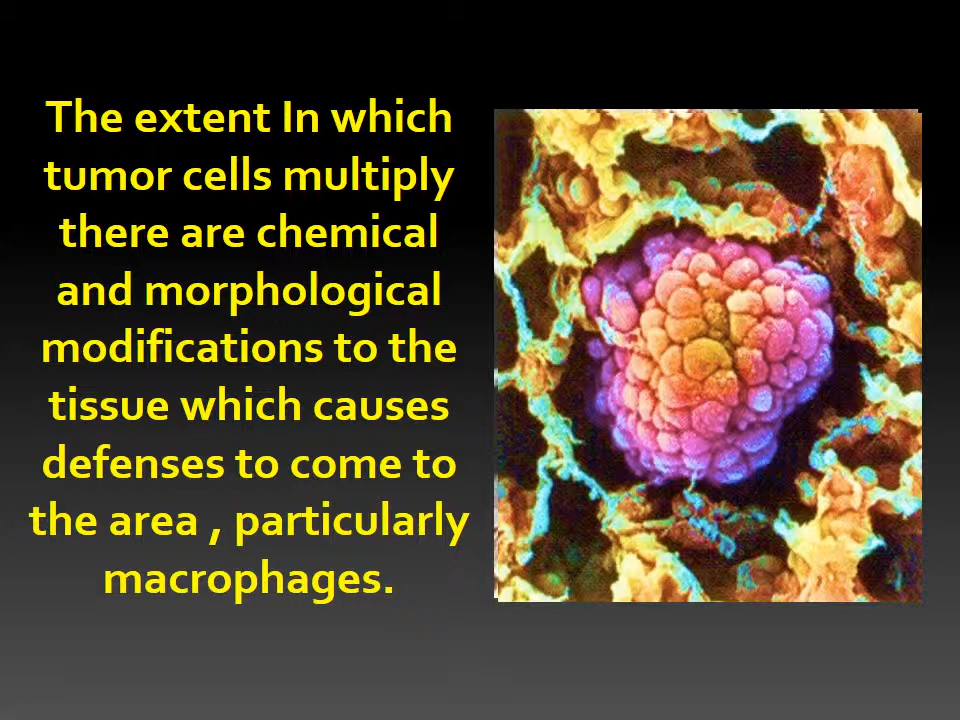 The extent In which
tumor cells multiply
there are chemical
and morphological
modifications to the
tissue which causes
defenses to come to
the area , particularly
macrophages.